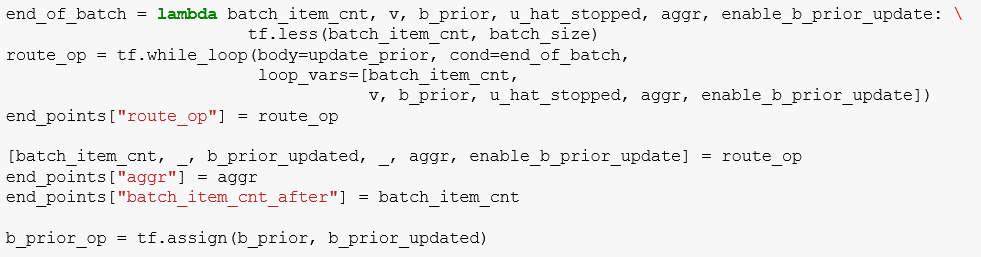 end_of_batch = lambda batch_item_cnt, v, b_prior, u_hat_stopped, aggr, enable_b_prior_update: \
                        tf.less(batch_item_cnt, batch_size)
route_op = tf.while_loop(body=update_prior, cond=end_of_batch,
                         loop_vars=[batch_item_cnt,
                                    v, b_prior, u_hat_stopped, aggr, enable_b_prior_update])
end_points["route_op"] = route_op

[batch_item_cnt, _, b_prior_updated, _, aggr, enable_b_prior_update] = route_op
end_points["aggr"] = aggr
end_points["batch_item_cnt_after"] = batch_item_cnt

b_prior_op = tf.assign(b_prior, b_prior_updated)